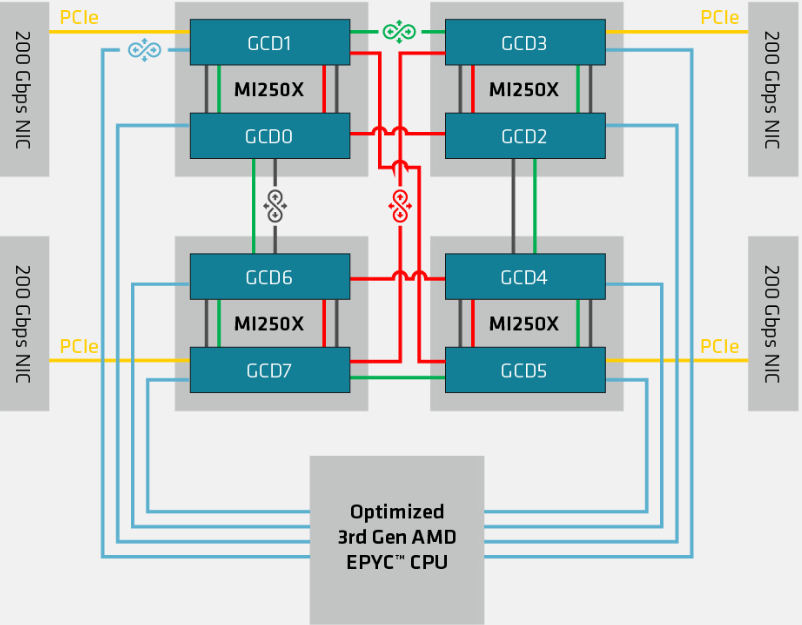 PCIe
PCIe
200 Gbps NIC
GCD1
GCD3
200 Gbps NIC
MI250X
MI250X
GCD0
GCD2
200 Gbps NIC
GCD6
GCD4
200 Gbps NIC
MI250X
MI250X
PCIe
PCIe
GCD7
GCD5
Optimized
3rd Gen AMD
EPYC™ CPU